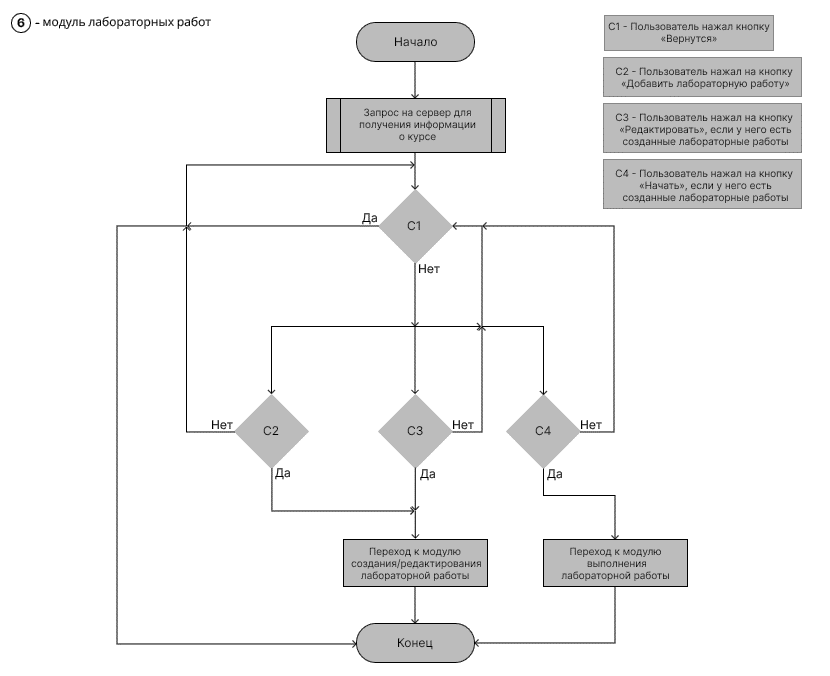 6 - модуль лабораторных работ
Начало
С1 - Пользователь нажал кнопку
«Вернутся»
С2 - Пользователь нажал на кнопку
«Добавить лабораторную работу»
С3 - Пользователь нажал на кнопку
«Редактировать», если у него есть
созданные лабораторные работы
С4 - Пользователь нажал на кнопку
«Начать», если у него есть
созданные лабораторные работы
Запрос на сервер для
получения информации
о курсе
Да
С1
Нет
Нет
С2
Да
С3
Нет
Да
С4
Нет
Да
Переход к модулю
создания/редактирования
лабораторной работы
Переход к модулю
выполнения
лабораторной работы
Конец